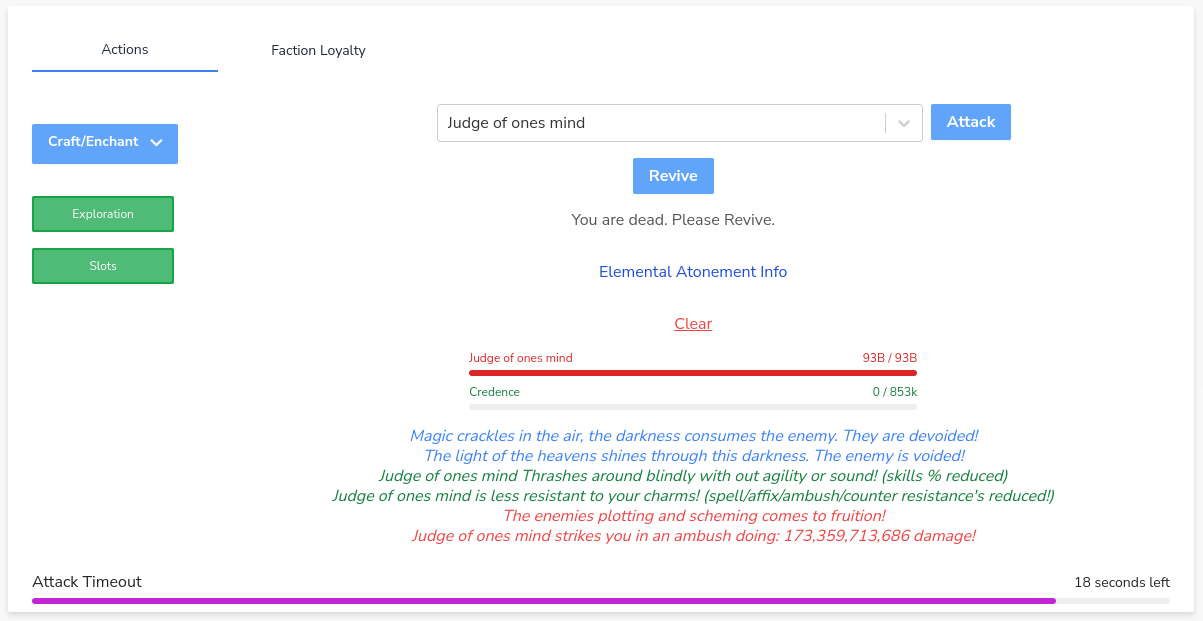 Actions
Faction Loyalty
Craft/Enchant
Judge of ones mind
Attack
Revive
Exploration
You are dead. Please Revive.
Slots
Elemental Atonement Info
Clear
Judge of ones mind 93B / 93B
Credence 0 / 853k
Magic crackles in the air, the darkness consumes the enemy. They are devoided!
The light of the heavens shines through this darkness. The enemy is voided!
Judge of ones mind Thrashes around blindly with out agility or sound! (skills % reduced)
Judge of ones mind is less resistant to your charms! (spell/affix/ambush/counter resistance's reduced!)
The enemies plotting and scheming comes to fruition!
Judge of ones mind strikes you in an ambush doing: 173,359,713,686 damage!
Attack Timeout 18 seconds left